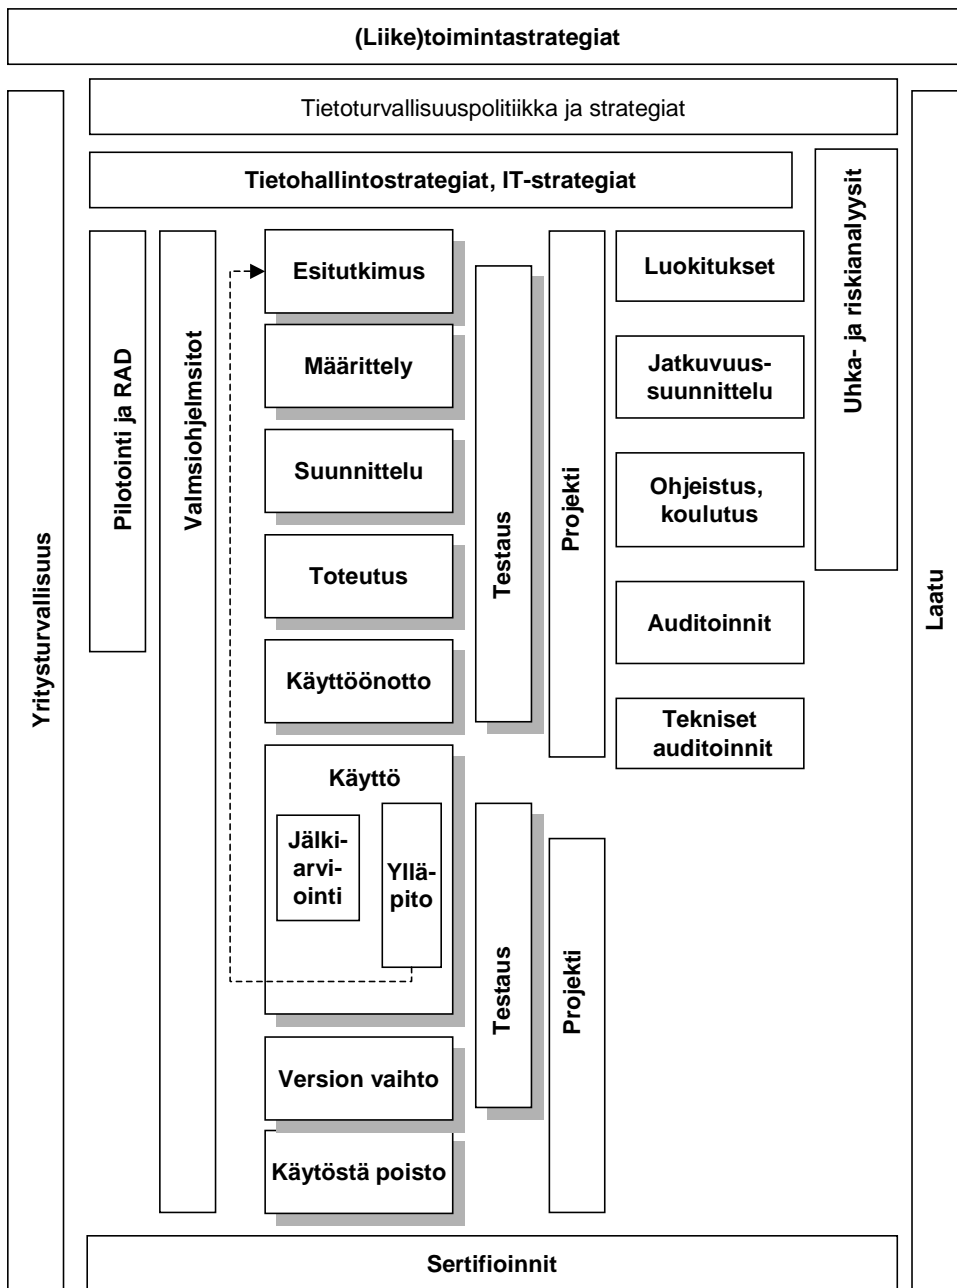 (Liike)toimintastrategiat
Tietoturvallisuuspolitiikka ja strategiat
Tietohallintostrategiat, IT-strategiat
Yritysturvallisuus
Pilotointi ja RAD
Valmsiohjelmsitot
Esitutkimus
Määrittely
Suunnittelu
Toteutus
Käyttöönotto
Käyttö
Jälki-
arvi-
ointi
Yllä-
pito
Version vaihto
Käytöstä poisto
Testaus
Testaus
Projekti
Projekti
Luokitukset
Jatkuvuus-
suunnittelu
Ohjeistus,
koulutus
Auditoinnit
Tekniset
auditoinnit
Uhka- ja riskianalyysit
Laatu
Sertifioinnit